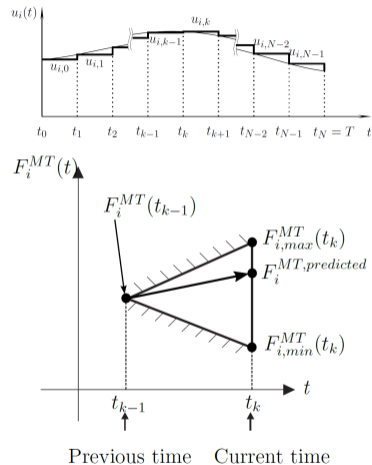 u_i(t)
u_{i,k}
u_{i,0} u_{i,1} u_{i,k-1} u_{i,N-2} u_{i,N-1}
t_0 t_1 t_2 t_{k-1} t_k t_{k+1} t_{N-2} t_{N-1} t_N = T t
F_i^{MT}(t)
F_i^{MT}(t_{k-1})
F_{i,max}^{MT}(t_k)
F_i^{MT,predicted}
F_{i,min}^{MT}(t_k)
t
t_{k-1} t_k
Previous time Current time